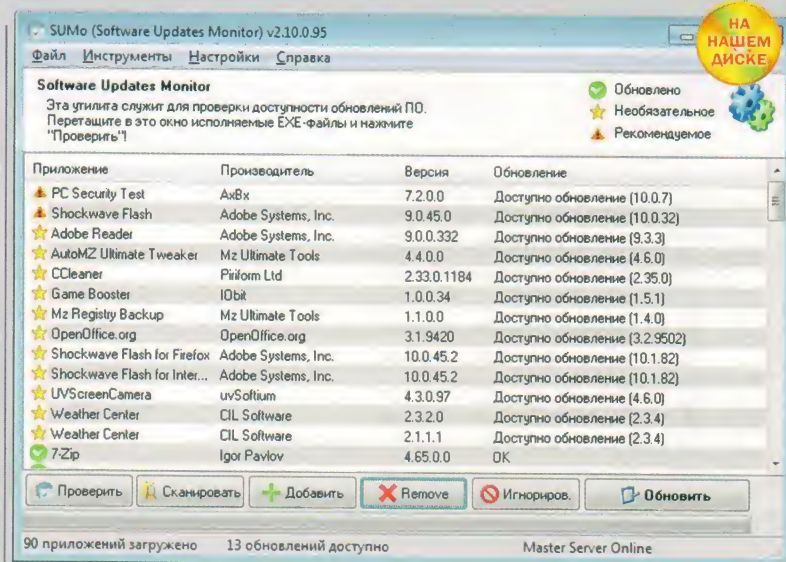 SUMo (Software Updates Monitor) v2.10.0.95
НА
НАШЕМ
ДИСКЕ
Файл Инструменты Настройки Справка
Software Updates Monitor
Эта утилита служит для проверки доступности обновлений ПО.
Перетащите в это окно исполняемые EXE-файлы и нажмите
"Проверить"!
Обновлено
Необязательное
Рекомендуемое
Приложение Производитель Версия Обновление
PC Security Test AxBx 7.2.0.0 Доступно обновление (10.0.7)
Shockwave Flash Adobe Systems, Inc. 9.0.45.0 Доступно обновление (10.0.32)
Adobe Reader Adobe Systems, Inc. 9.0.0.332 Доступно обновление (9.3.3)
AutoMZ Ultimate Tweaker Mz Ultimate Tools 4.4.0.0 Доступно обновление (4.6.0)
CCleaner Piriform Ltd 2.33.0.1184 Доступно обновление (2.35.0)
Game Booster IObit 1.0.0.34 Доступно обновление (1.5.1)
Mz Registry Backup Mz Ultimate Tools 1.1.0.0 Доступно обновление (1.4.0)
OpenOffice.org OpenOffice.org 3.1.9420 Доступно обновление (3.2.9502)
Shockwave Flash for Firefox Adobe Systems, Inc. 10.0.45.2 Доступно обновление (10.1.82)
Shockwave Flash for Inter... Adobe Systems, Inc. 10.0.45.2 Доступно обновление (10.1.82)
UVScreenCamera uvSoftium 4.3.0.97 Доступно обновление (4.6.0)
Weather Center CIL Software 2.3.2.0 Доступно обновление (2.3.4)
Weather Center CIL Software 2.1.1.1 Доступно обновление (2.3.4)
7-Zip Igor Pavlov 4.65.0.0 OK
Проверить Сканировать Добавить Remove Игнориров. Обновить
90 приложений загружено 13 обновлений доступно Master Server Online